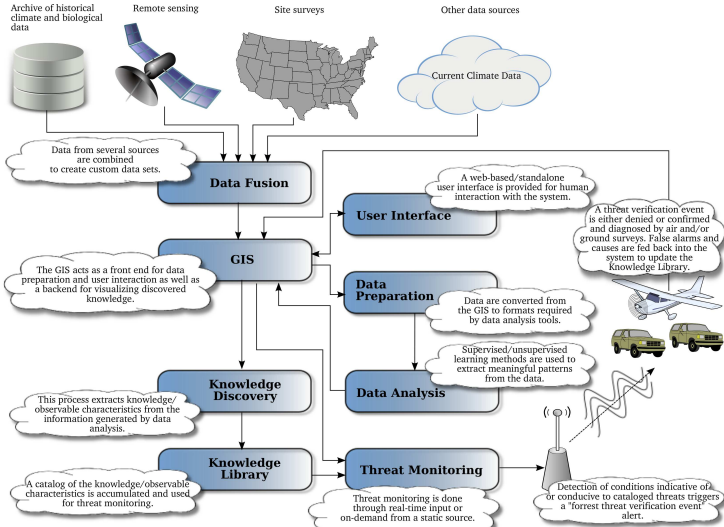 Archive of historical
climate and biological
data
Remote sensing
Site surveys
Other data sources
Current Climate Data
Data from several sources
are combined
to create custom data sets.
Data Fusion
A web-based/standalone
user interface is provided for human
interaction with the system.
User Interface
A threat verification event
is either denied or confirmed
and diagnosed by air and/or
ground surveys. False alarms and
causes are fed back into the
system to update the
Knowledge Library.
GIS
The GIS acts as a front end for data
preparation and user interaction as well as
a backend for visualizing discovered
knowledge.
Data
Preparation
Data are converted from
the GIS to formats required
by data analysis tools.
Supervised/unsupervised
learning methods are used to
extract meaningful patterns
from the data.
Knowledge
Discovery
Data Analysis
This process extracts knowledge/
observable characteristics from the
information generated by data
analysis.
Knowledge
Library
Threat Monitoring
A catalog of the knowledge/observable
characteristics is accumulated and used
for threat monitoring.
Threat monitoring is done
through real-time input or
on-demand from a static source.
Detection of conditions indicative of
or conducive to cataloged threats triggers
a "forrest threat verification event"
alert.